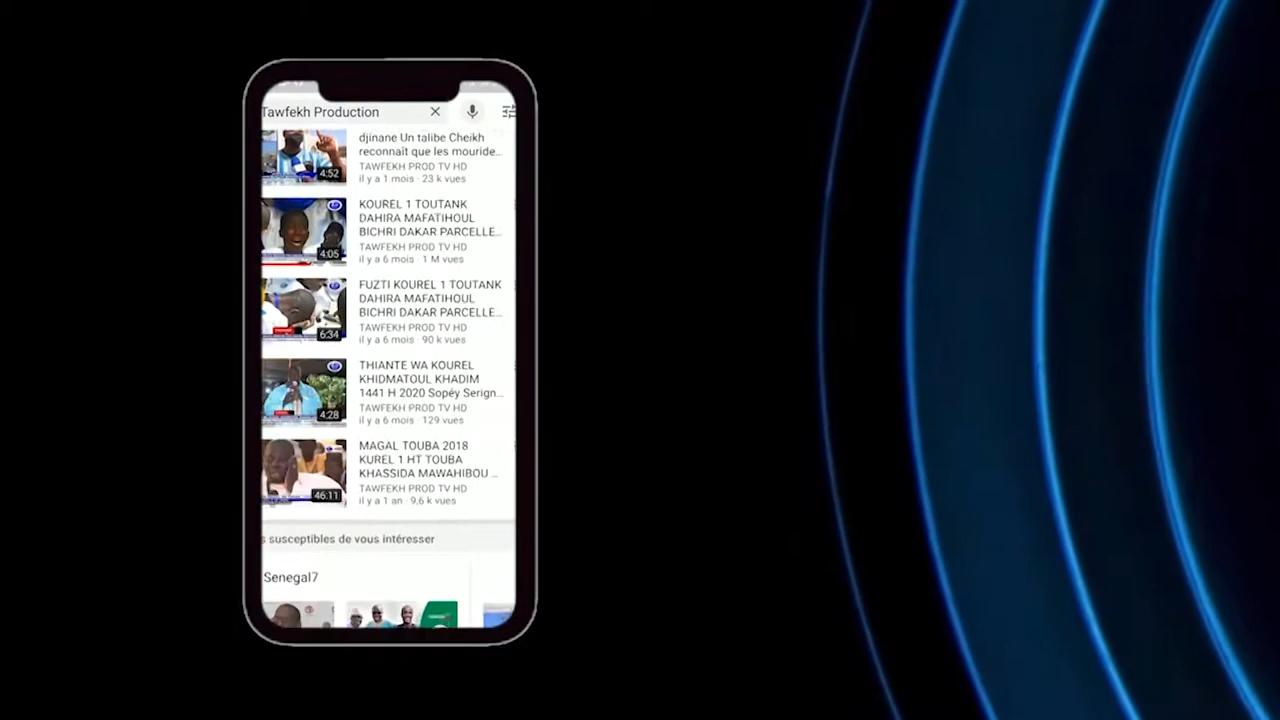 Tawfekh Production
djinane Un talibe Cheikh
reconnaît que les mouride...
TAWFEKH PROD TV HD
il y a 1 mois · 23 k vues
4:52
KOUREL 1 TOUTANK
DAHIRA MAFATIHOUL
BICHRI DAKAR PARCELLE...
TAWFEKH PROD TV HD
il y a 6 mois · 1 M vues
4:05
FUZTI KOUREL 1 TOUTANK
DAHIRA MAFATIHOUL
BICHRI DAKAR PARCELLE...
TAWFEKH PROD TV HD
il y a 6 mois · 90 k vues
6:34
THIANTE WA KOUREL
KHIDMATOUL KHADIM
1441 H 2020 Sopéy Serign...
TAWFEKH PROD TV HD
il y a 6 mois · 129 vues
4:28
MAGAL TOUBA 2018
KUREL 1 HT TOUBA
KHASSIDA MAWAHIBOU ...
TAWFEKH PROD TV HD
il y a 1 an · 9,6 k vues
46:11
s susceptibles de vous intéresser
Senegal7